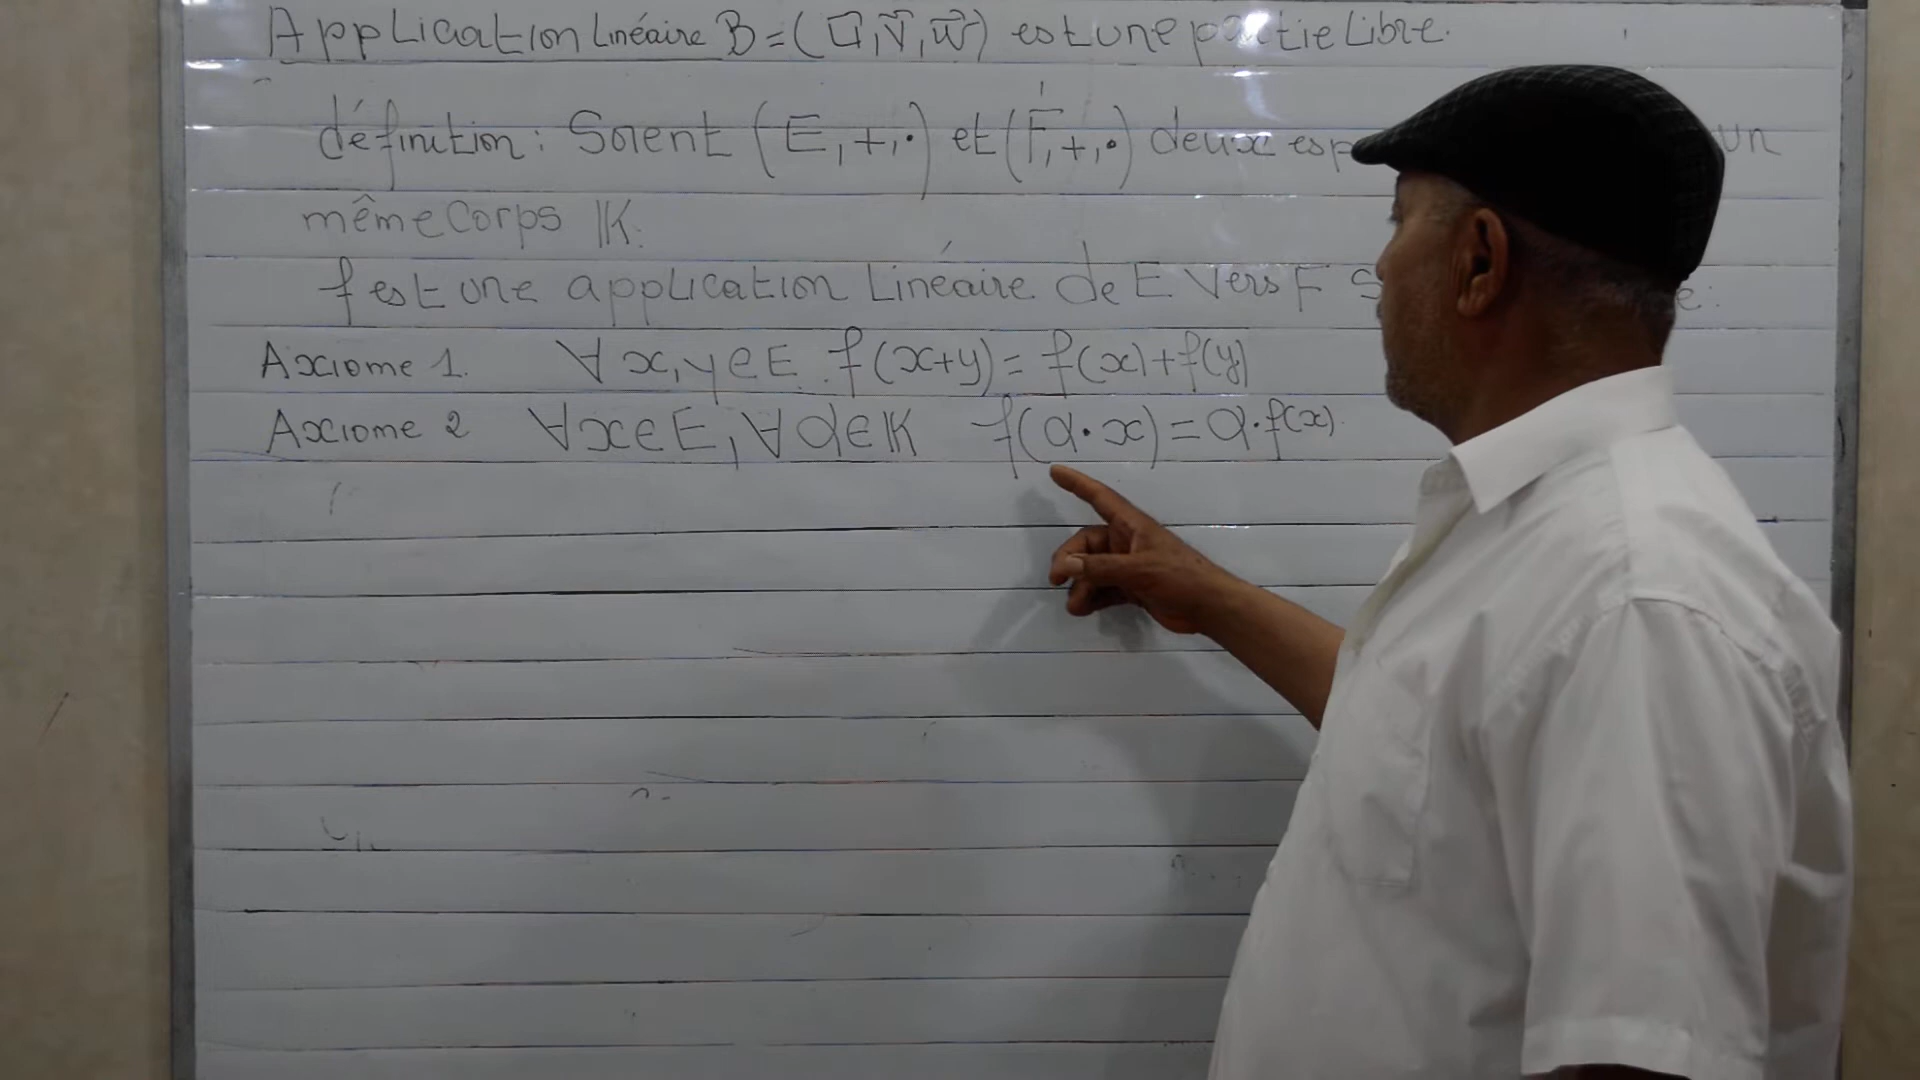 Application Linéaire B = (u⃗, v⃗, w⃗) est une partie Libre.
définition : Soient (E, +, •) et (F, +, •) deux un
même Corps IK.
f est une application Linéaire de E vers F
Axiome 1. ∀ x, y ∈ E f(x+y) = f(x) + f(y)
Axiome 2 ∀ x ∈ E, ∀ α ∈ IK f(α • x) = α • f(x).